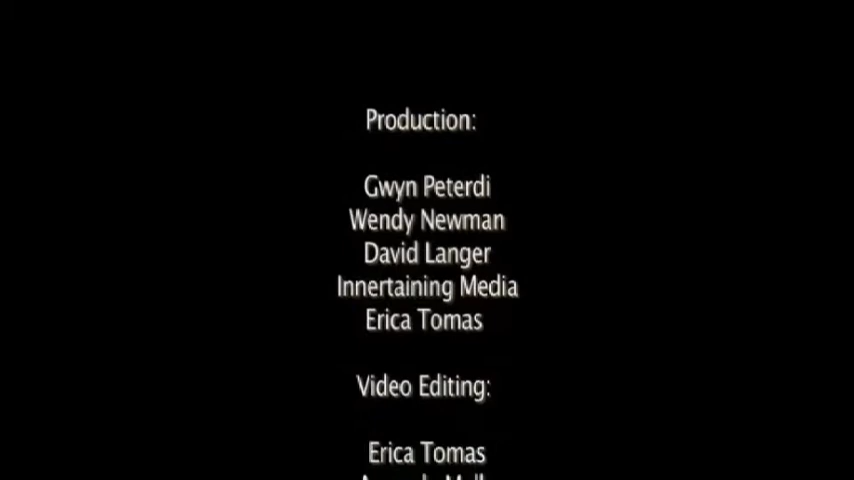 Production:
Gwyn Peterdi
Wendy Newman
David Langer
Innertaining Media
Erica Tomas
Video Editing:
Erica Tomas